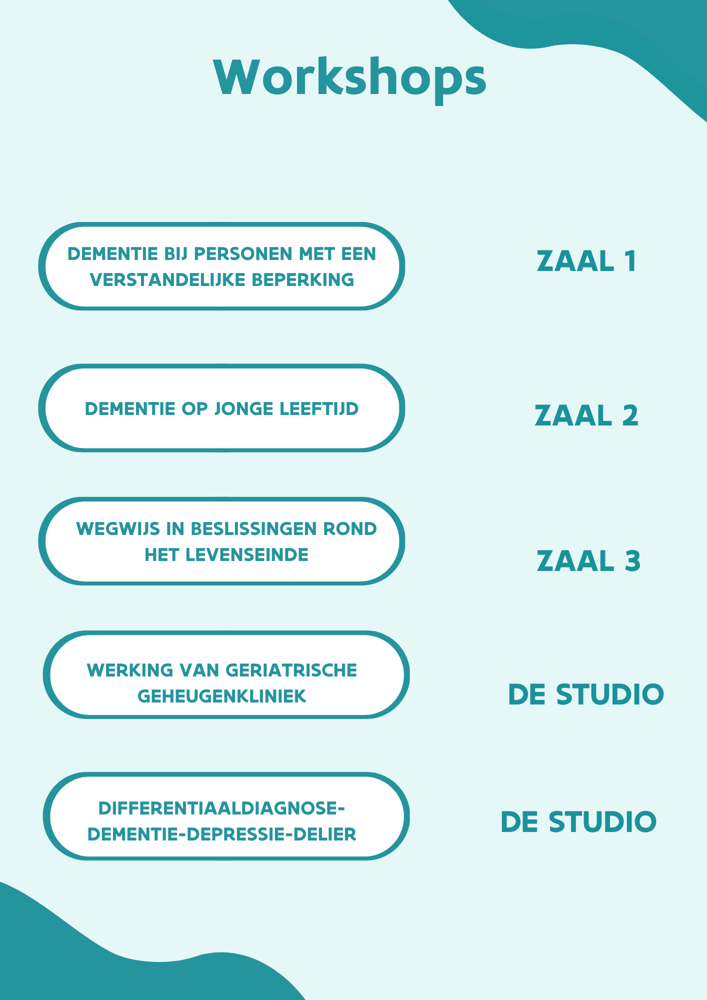 Workshops
DEMENTIE BIJ PERSONEN MET EEN
VERSTANDELIJKE BEPERKING
ZAAL 1
DEMENTIE OP JONGE LEEFTIJD
ZAAL 2
WEGWIJS IN BESLISSINGEN ROND
HET LEVENSEINDE
ZAAL 3
WERKING VAN GERIATRISCHE
GEHEUGENKLINIEK
DE STUDIO
DIFFERENTIAALDIAGNOSE-
DEMENTIE-DEPRESSIE-DELIER
DE STUDIO